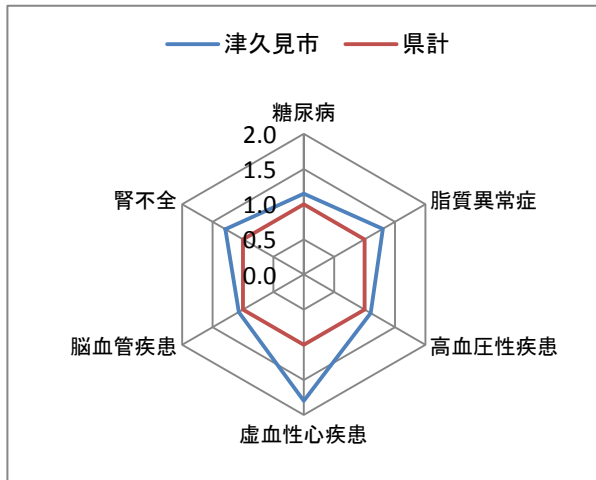 津久見市 県計
糖尿病
2.0
1.5
1.0
0.5
0.0
脂質異常症
高血圧性疾患
虚血性心疾患
脳血管疾患
腎不全